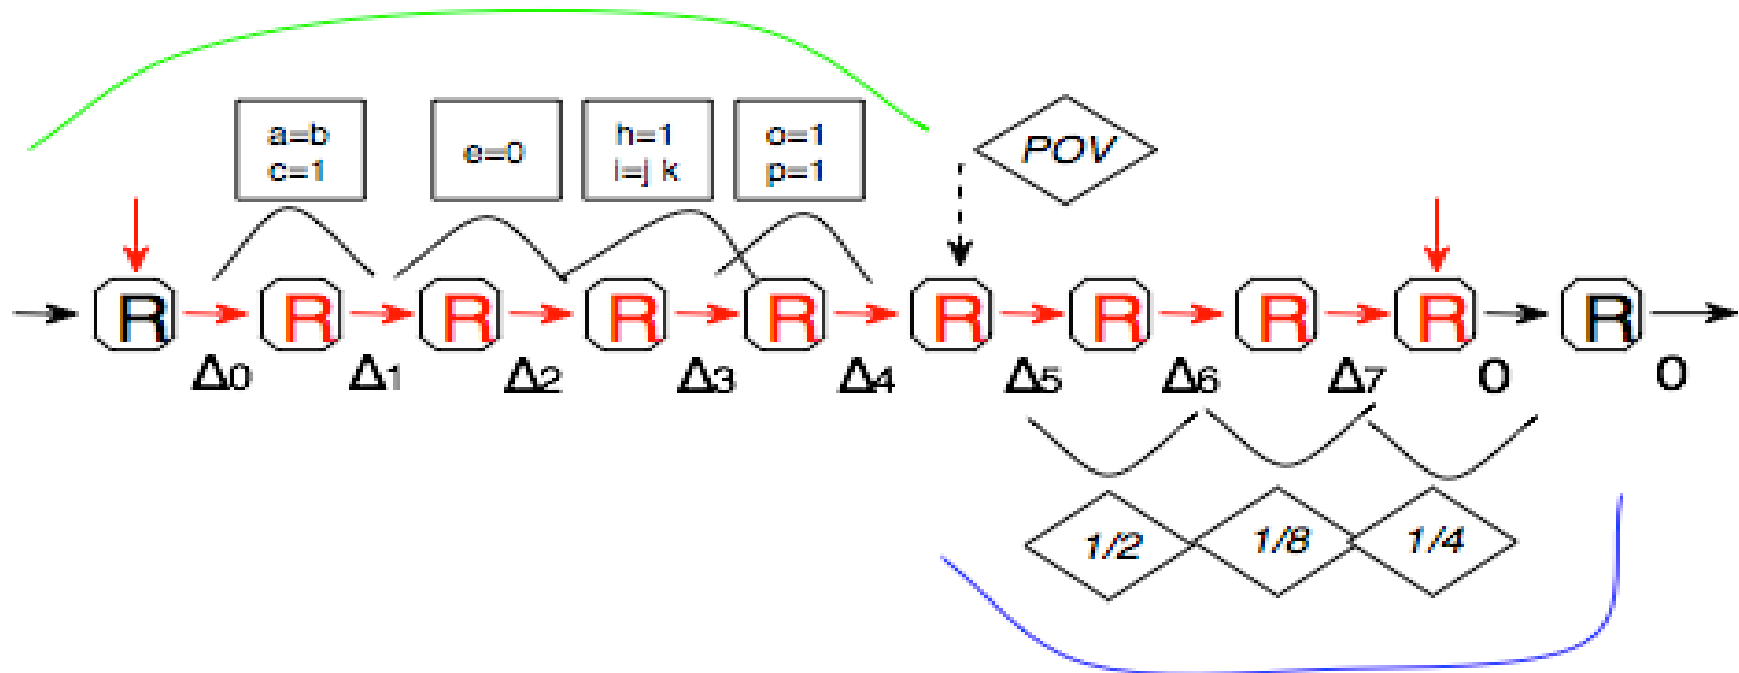 a=b
c=1
e=0
h=1
i=j k
o=1
p=1
POV
R R R R R R R R R R
Δ0 Δ1 Δ2 Δ3 Δ4 Δ5 Δ6 Δ7 0 0
1/2 1/8 1/4